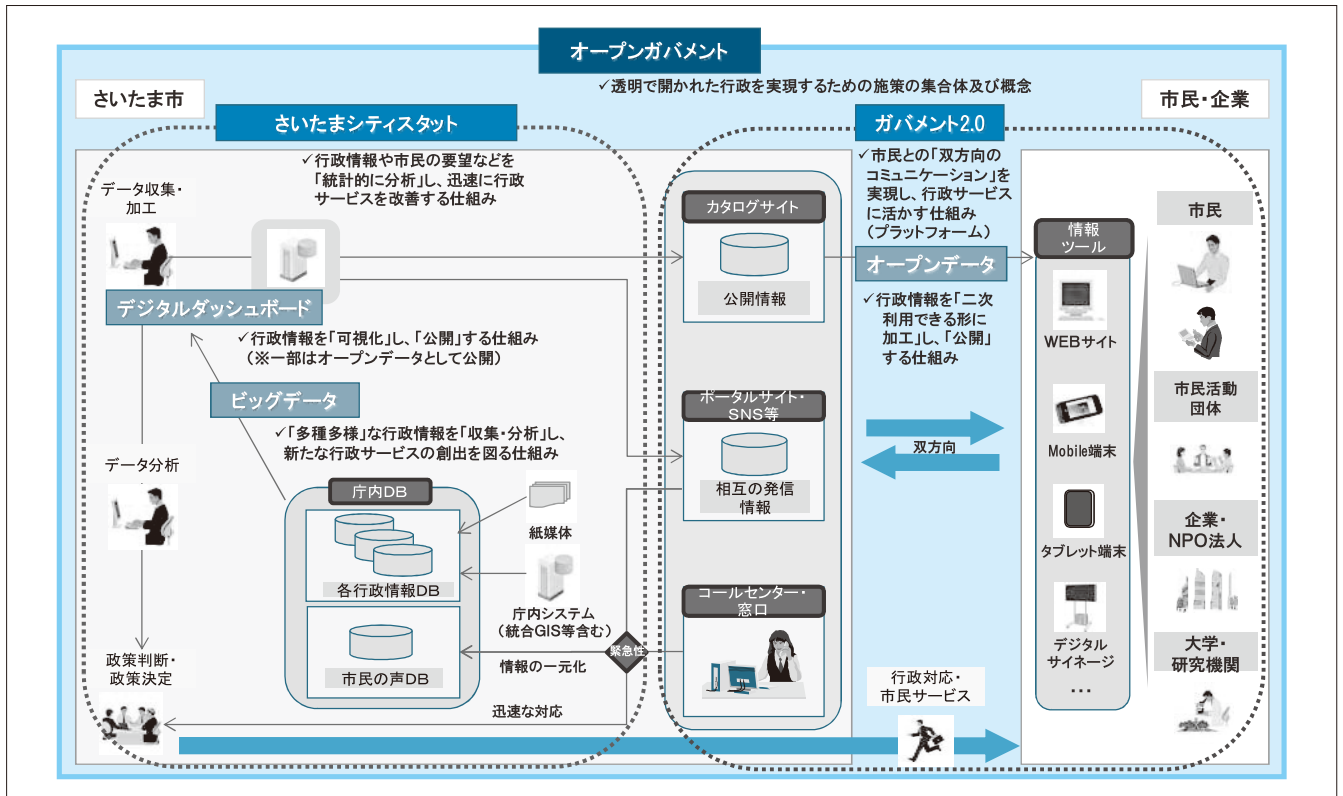 オープンガバメント
✓透明で開かれた行政を実現するための施策の集合体及び概念
さいたま市
市民・企業
さいたまシティスタット
✓行政情報や市民の要望などを
「統計的に分析」し、迅速に行政
サービスを改善する仕組み
ガバメント2.0
✓市民との「双方向の
コミュニケーション」を
実現し、行政サービス
に活かす仕組み
（プラットフォーム）
データ収集・
加工
デジタルダッシュボード
✓行政情報を「可視化」し、「公開」する仕組み
（※一部はオープンデータとして公開）
ビッグデータ
✓「多種多様」な行政情報を「収集・分析」し、
新たな行政サービスの創出を図る仕組み
データ分析
政策判断・
政策決定
庁内DB
各行政情報DB
市民の声DB
紙媒体
庁内システム
（統合GIS等含む）
緊急性
情報の一元化
迅速な対応
カタログサイト
公開情報
ポータルサイト・
SNS等
相互の発信
情報
コールセンター・
窓口
オープンデータ
✓行政情報を「二次
利用できる形に
加工」し、「公開」
する仕組み
双方向
行政対応・
市民サービス
情報
ツール
WEBサイト
Mobile端末
タブレット端末
デジタル
サイネージ
…
市民
市民活動
団体
企業・
NPO法人
大学・
研究機関